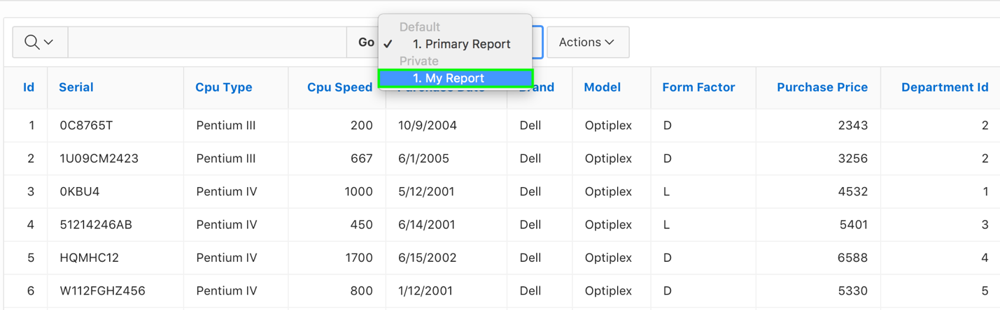 Default
Go ✓ 1. Primary Report Actions
Private
1. My Report
Id Serial Cpu Type Cpu Speed Purchase Date Brand Model Form Factor Purchase Price Department Id
1 0C8765T Pentium III 200 10/9/2004 Dell Optiplex D 2343 2
2 1U09CM2423 Pentium III 667 6/1/2005 Dell Optiplex D 3256 2
3 0KBU4 Pentium IV 1000 5/12/2001 Dell Optiplex L 4532 1
4 51214246AB Pentium IV 450 6/14/2001 Dell Optiplex L 5401 3
5 HQMHC12 Pentium IV 1700 6/15/2002 Dell Optiplex D 6588 4
6 W112FGHZ456 Pentium IV 800 1/12/2001 Dell Optiplex D 5330 5